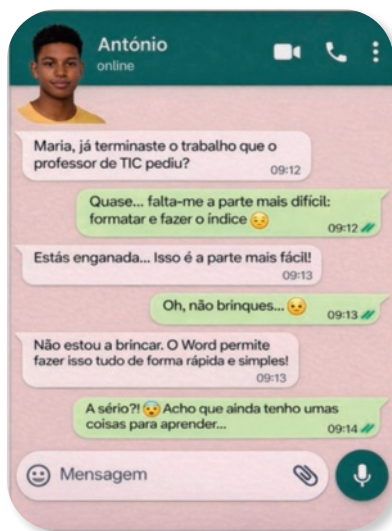 António
online
Maria, já terminaste o trabalho que o
professor de TIC pediu?
09:12
Quase... falta-me a parte mais difícil:
formatar e fazer o índice 😔
09:12
Estás enganada... Isso é a parte mais fácil!
09:13
Oh, não brinques... 😟
09:13
Não estou a brincar. O Word permite
fazer isso tudo de forma rápida e simples!
09:13
A sério?! 😯 Acho que ainda tenho umas
coisas para aprender...
09:14
Mensagem